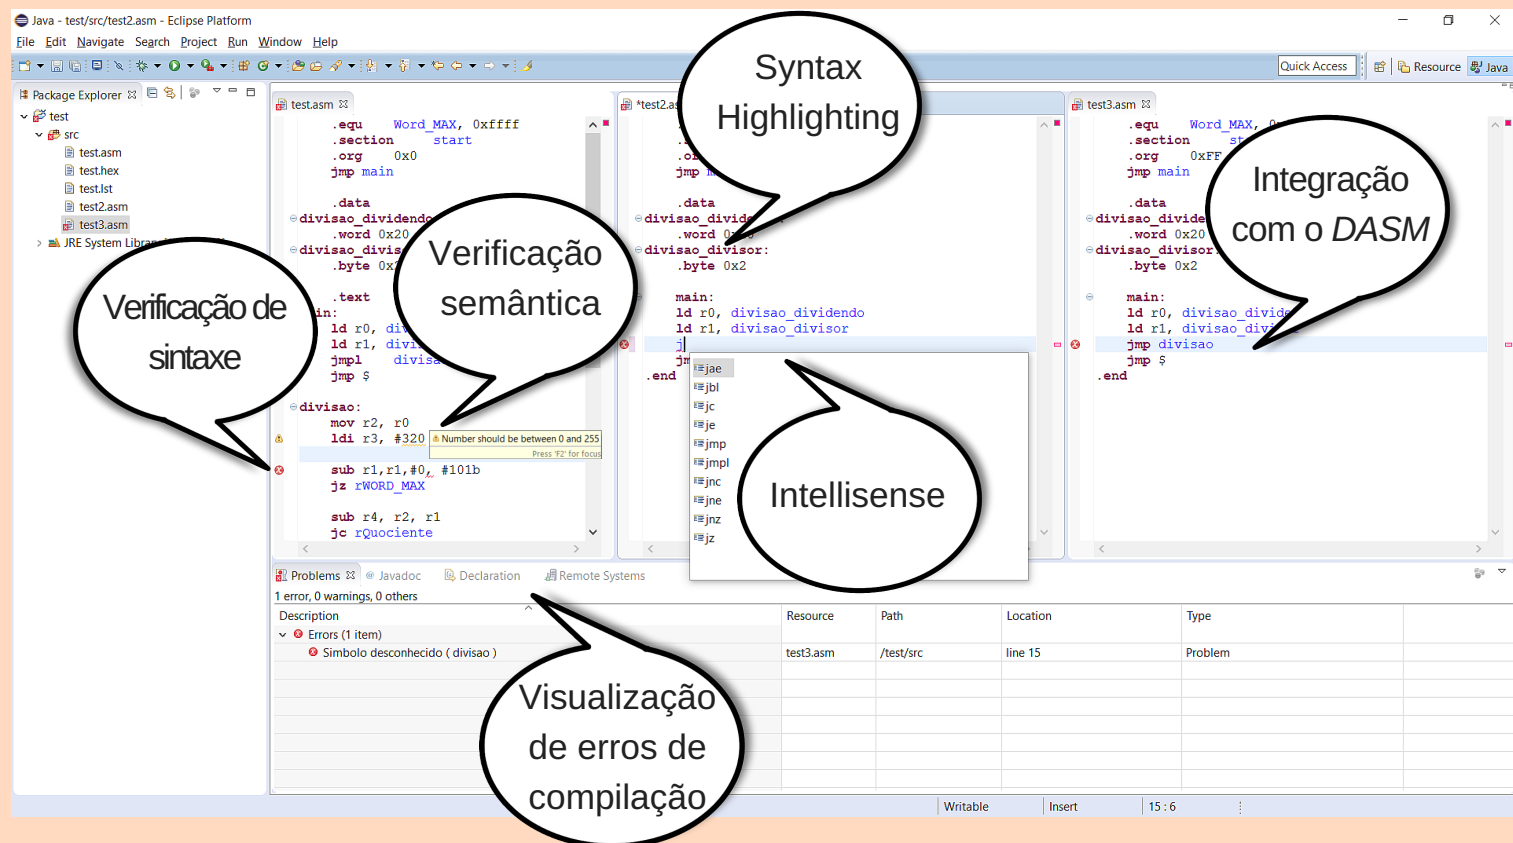 Java - test/src/test2.asm - Eclipse Platform
File Edit Navigate Search Project Run Window Help
Quick Access
Resource
Java
Package Explorer
test
src
test.asm
test.hex
test.lst
test2.asm
test3.asm
JRE System
test.asm
.equ Word_MAX, 0xffff
.section start
.org 0x0
jmp main
.data
divisao_dividendo
.word 0x20
divisao_divis
.byte 0x2
.text
in:
ld r0,
ld r1,
jmpl divisa
jmp $
divisao:
mov r2, r0
ldi r3, #320
Number should be between 0 and 255
Press 'F2' for focus
sub r1,r1,#0, #101b
jz rWORD_MAX
sub r4, r2, r1
jc rQuociente
*test2.as
jmp
.data
divisao_divid
.word
divisao_divisor:
.byte 0x2
main:
ld r0, divisao_dividendo
ld r1, divisao_divisor
j
.end
jae
jbl
jc
je
jmp
jmpl
jnc
jne
jnz
jz
test3.asm
.equ Word_MAX,
.section
.org 0xFF
jmp main
.data
divisao_divide
.word 0x20
divisao_divisor
.byte 0x2
main:
ld r0, divisao_divide
ld r1,
jmp divisao
jmp $
.end
Syntax
Highlighting
Integração
com o DASM
Verificação
semântica
Verificação de
sintaxe
Intellisense
Visualização
de erros de
compilação
Problems Javadoc Declaration Remote Systems
1 error, 0 warnings, 0 others
Description Resource Path Location Type
Errors (1 item)
Simbolo desconhecido ( divisao ) test3.asm /test/src line 15 Problem
Writable Insert 15 : 6